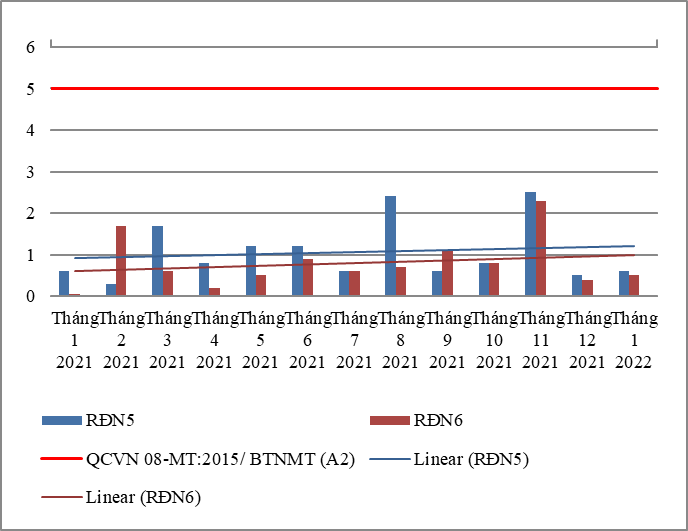 6
5
4
3
2
1
0
Tháng 1 2021
Tháng 2 2021
Tháng 3 2021
Tháng 4 2021
Tháng 5 2021
Tháng 6 2021
Tháng 7 2021
Tháng 8 2021
Tháng 9 2021
Tháng 10 2021
Tháng 11 2021
Tháng 12 2021
Tháng 1 2022
RĐN5
RĐN6
QCVN 08-MT:2015/ BTNMT (A2)
Linear (RĐN5)
Linear (RĐN6)